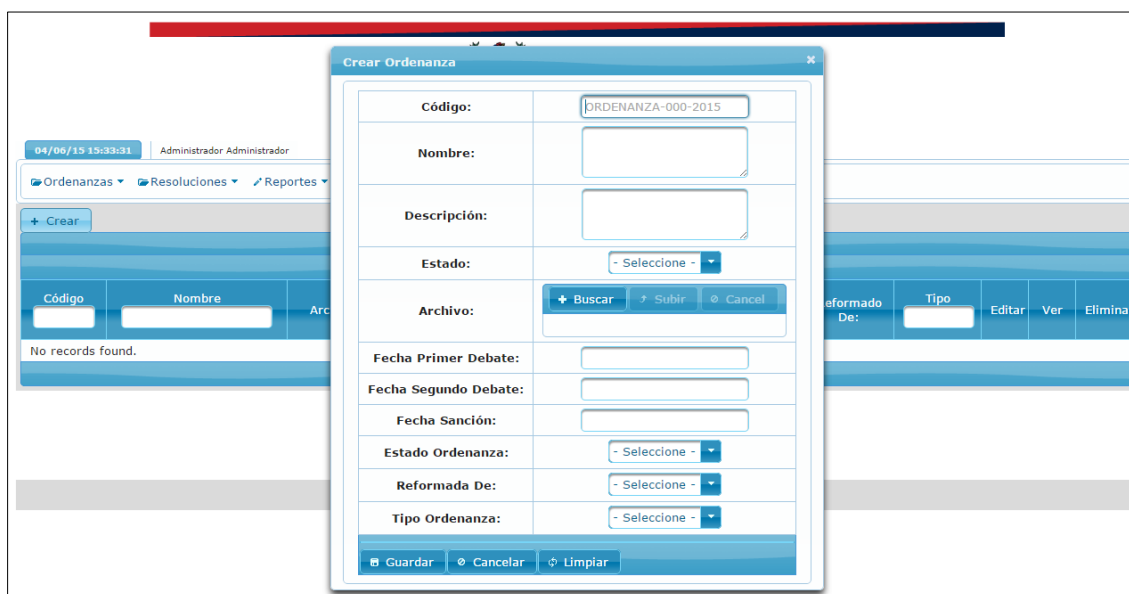 Crear Ordenanza
Código:
ORDENANZA-000-2015
Nombre:
Descripción:
Estado:
- Seleccione -
Archivo:
+ Buscar
Subir
Cancel
Fecha Primer Debate:
Fecha Segundo Debate:
Fecha Sanción:
Estado Ordenanza:
- Seleccione -
Reformada De:
- Seleccione -
Tipo Ordenanza:
- Seleccione -
Guardar
Cancelar
Limpiar
04/06/15 15:33:31
Administrador Administrador
Ordenanzas
Resoluciones
Reportes
+ Crear
Código
Nombre
Arc
eformado
De:
Tipo
Editar
Ver
Elimina
No records found.